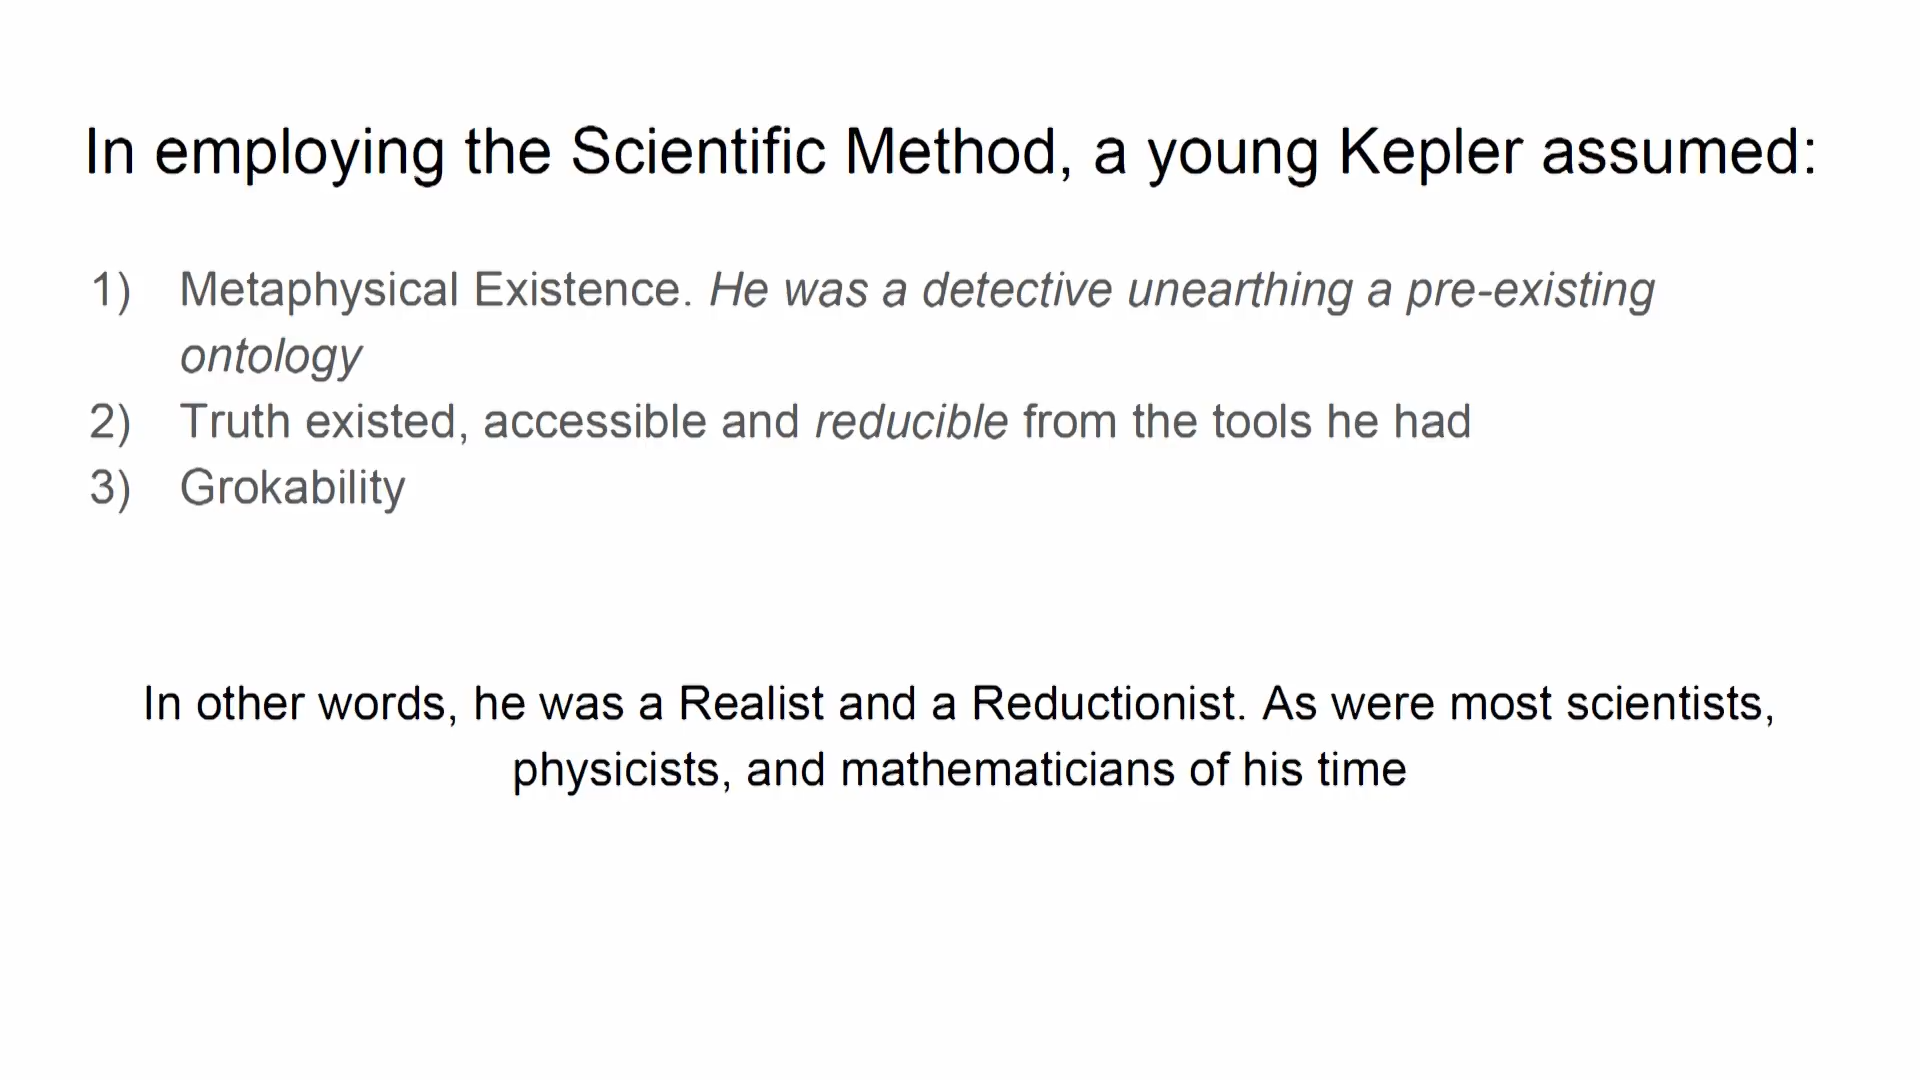 In employing the Scientific Method, a young Kepler assumed:
1) Metaphysical Existence. He was a detective unearthing a pre-existing
ontology
2) Truth existed, accessible and reducible from the tools he had
3) Grokability
In other words, he was a Realist and a Reductionist. As were most scientists,
physicists, and mathematicians of his time